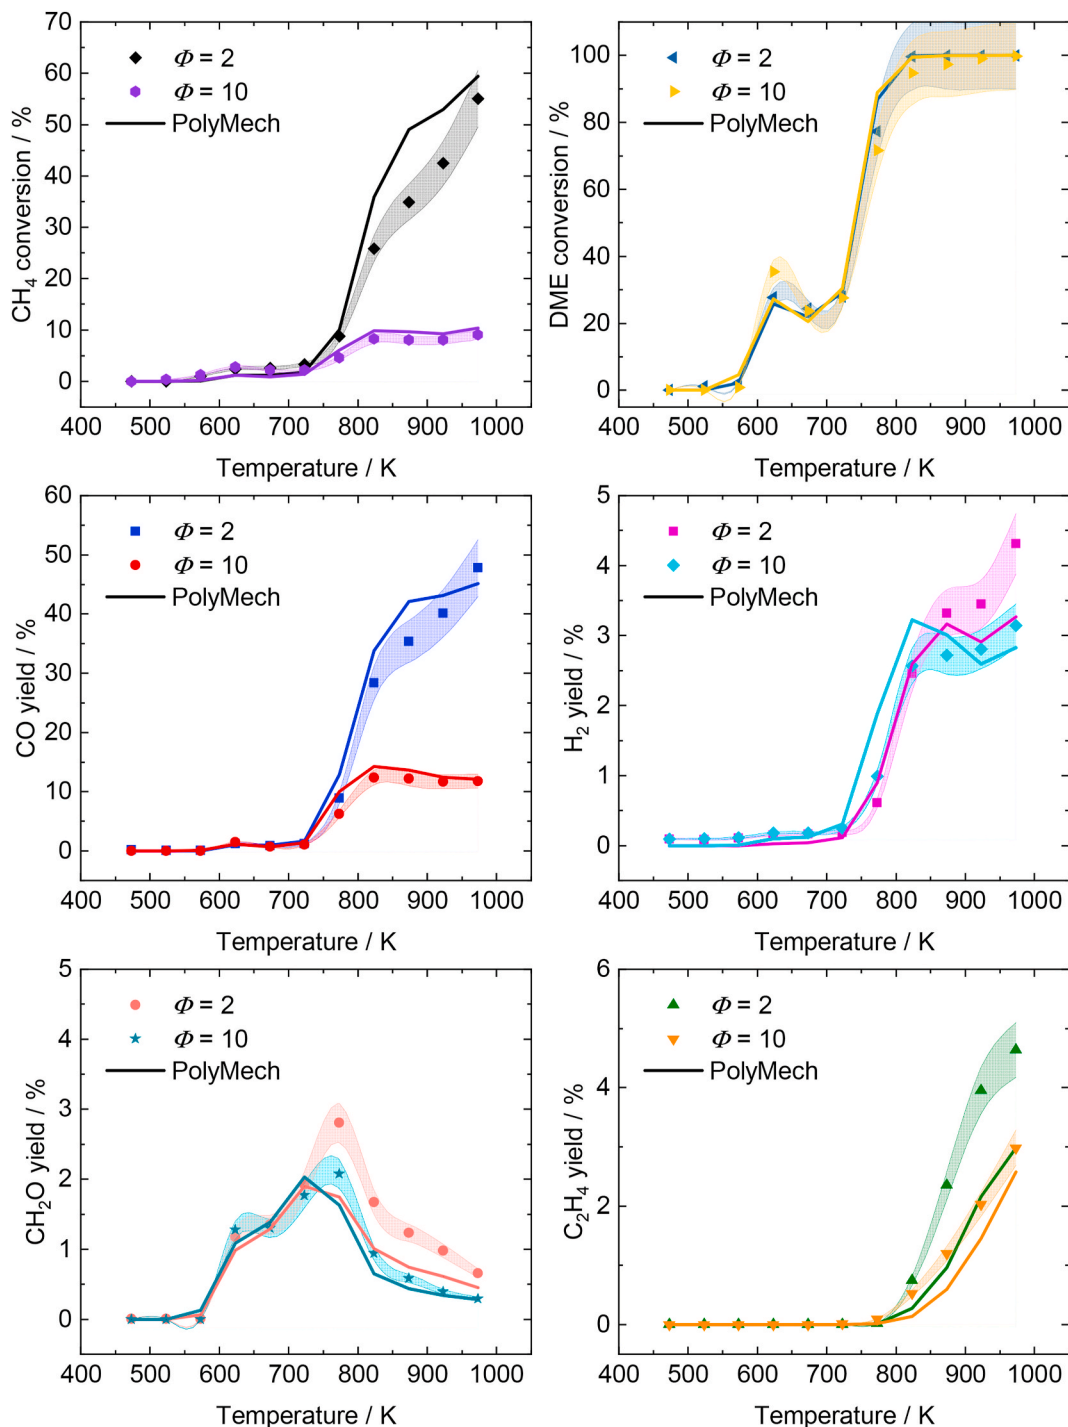 CH4 conversion / %
70
60
50
40
30
20
10
0
Φ = 2
Φ = 10
PolyMech
400 500 600 700 800 900 1000
Temperature / K
DME conversion / %
100
80
60
40
20
0
Φ = 2
Φ = 10
PolyMech
400 500 600 700 800 900 1000
Temperature / K
CO yield / %
60
50
40
30
20
10
0
Φ = 2
Φ = 10
PolyMech
400 500 600 700 800 900 1000
Temperature / K
H2 yield / %
5
4
3
2
1
0
Φ = 2
Φ = 10
PolyMech
400 500 600 700 800 900 1000
Temperature / K
CH2O yield / %
5
4
3
2
1
0
Φ = 2
Φ = 10
PolyMech
400 500 600 700 800 900 1000
Temperature / K
C2H4 yield / %
6
4
2
0
Φ = 2
Φ = 10
PolyMech
400 500 600 700 800 900 1000
Temperature / K